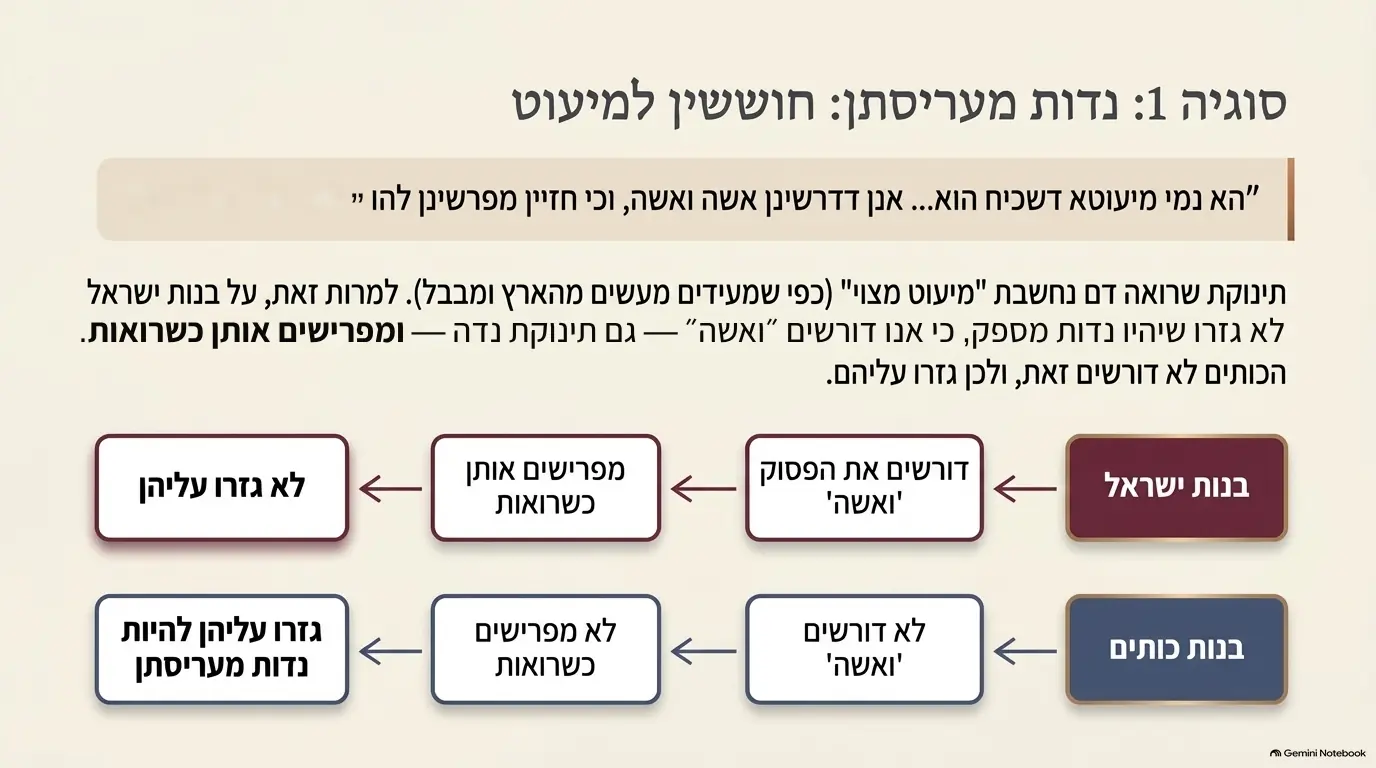 סוגיה 1: נדות מעריסתן: חוששין למיעוט
"הא נמי מיעוטא דשכיח הוא... אנן דדרשינן אשה ואשה, וכי חזיין מפרשינן להו "
תינוקת שרואה דם נחשבת "מיעוט מצוי" (כפי שמעידים מעשים מהארץ ומבבל). למרות זאת, על בנות ישראל
לא גזרו שיהיו נדות מספק, כי אנו דורשים "ואשה" — גם תינוקת נדה — ומפרישים אותן כשרואות.
הכותים לא דורשים זאת, ולכן גזרו עליהם.
בנות ישראל
דורשים את הפסוק
'ואשה'
מפרישים אותן
כשרואות
לא גזרו עליהן
בנות כותים
לא דורשים
'ואשה'
לא מפרישים
כשרואות
גזרו עליהן להיות
נדות מעריסתן
Gemini Notebook